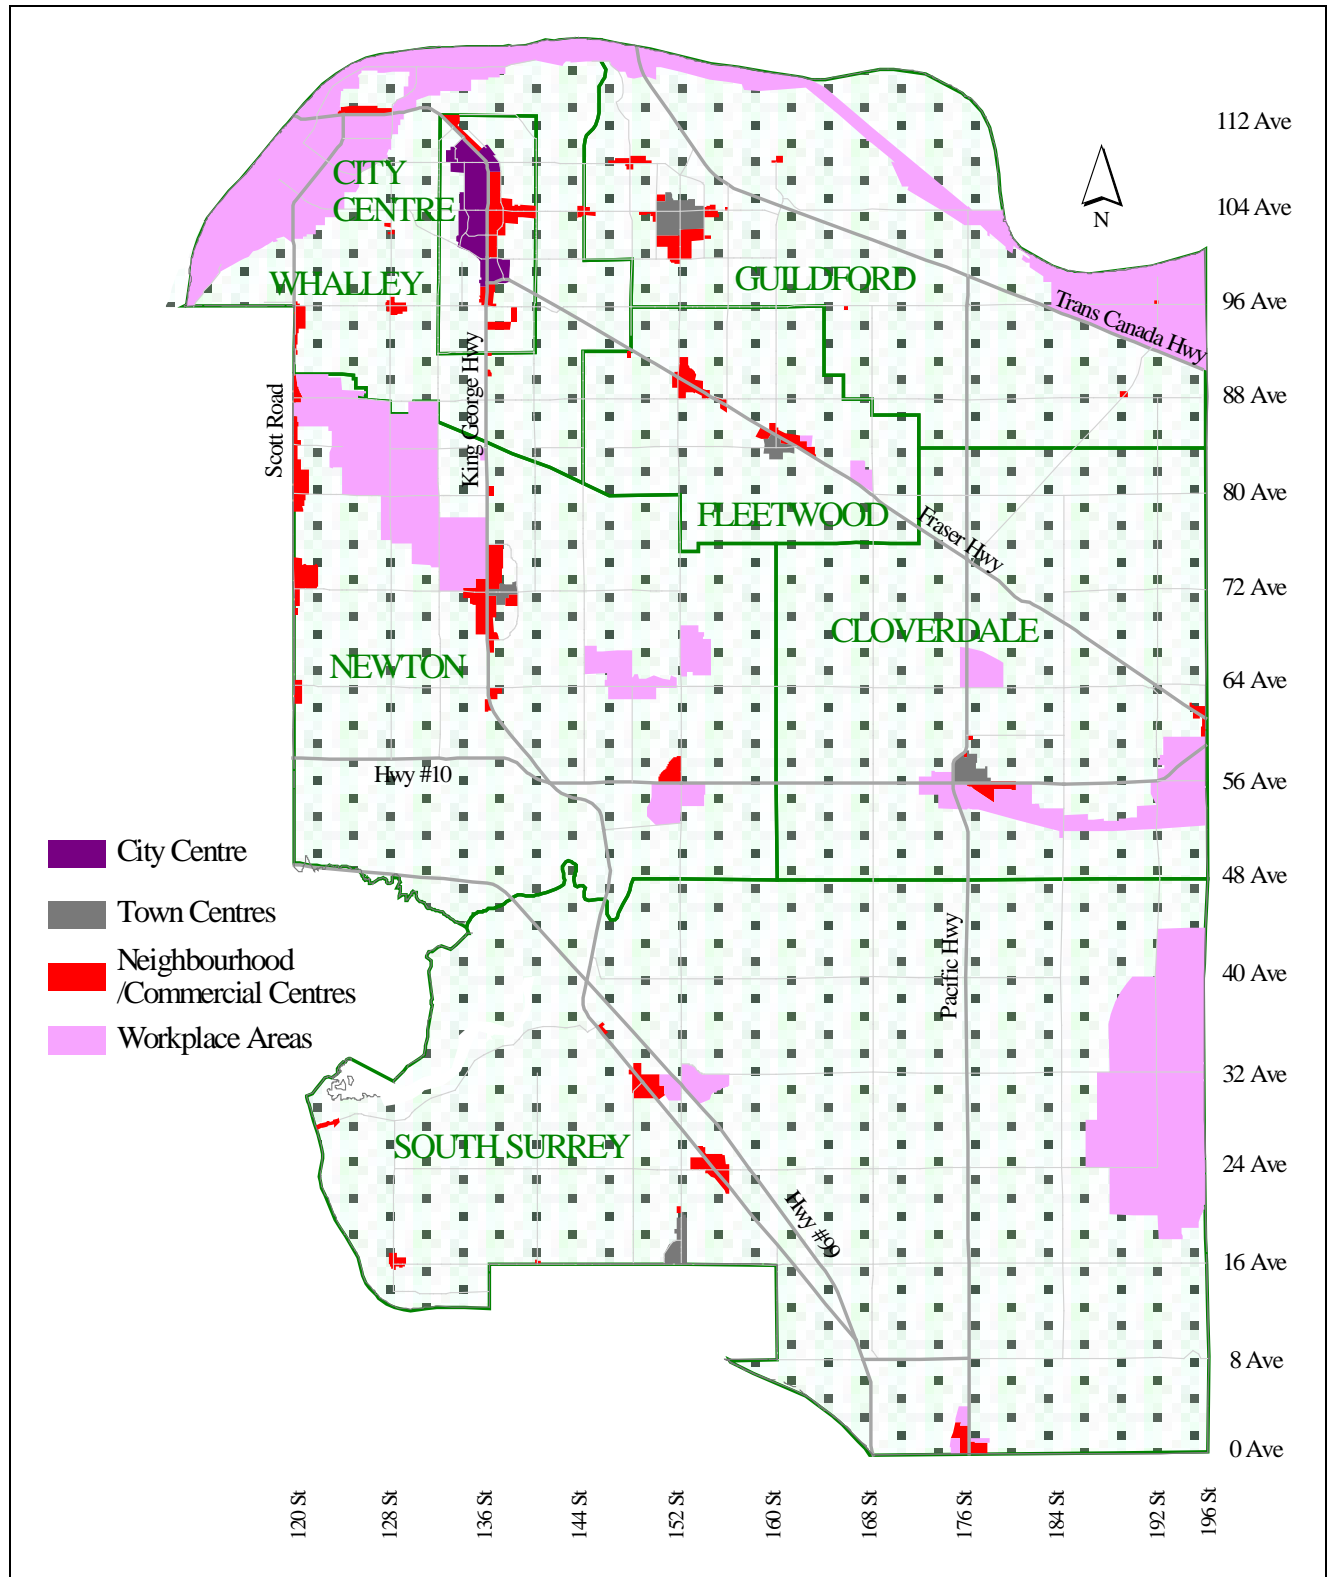 112 Ave
CITY
CENTRE
104 Ave
N
WHALLEY
GUILDFORD
96 Ave
Trans Canada Hwy
King George Hwy
Scott Road
88 Ave
80 Ave
FLEETWOOD
Fraser Hwy
72 Ave
CLOVERDALE
NEWTON
64 Ave
Hwy #10
56 Ave
City Centre
48 Ave
Town Centres
Pacific Hwy
Neighbourhood
/Commercial Centres
40 Ave
Workplace Areas
32 Ave
SOUTH SURREY
24 Ave
Hwy #99
16 Ave
8 Ave
0 Ave
120 St
128 St
136 St
144 St
152 St
160 St
168 St
176 St
184 St
192 St
196 St